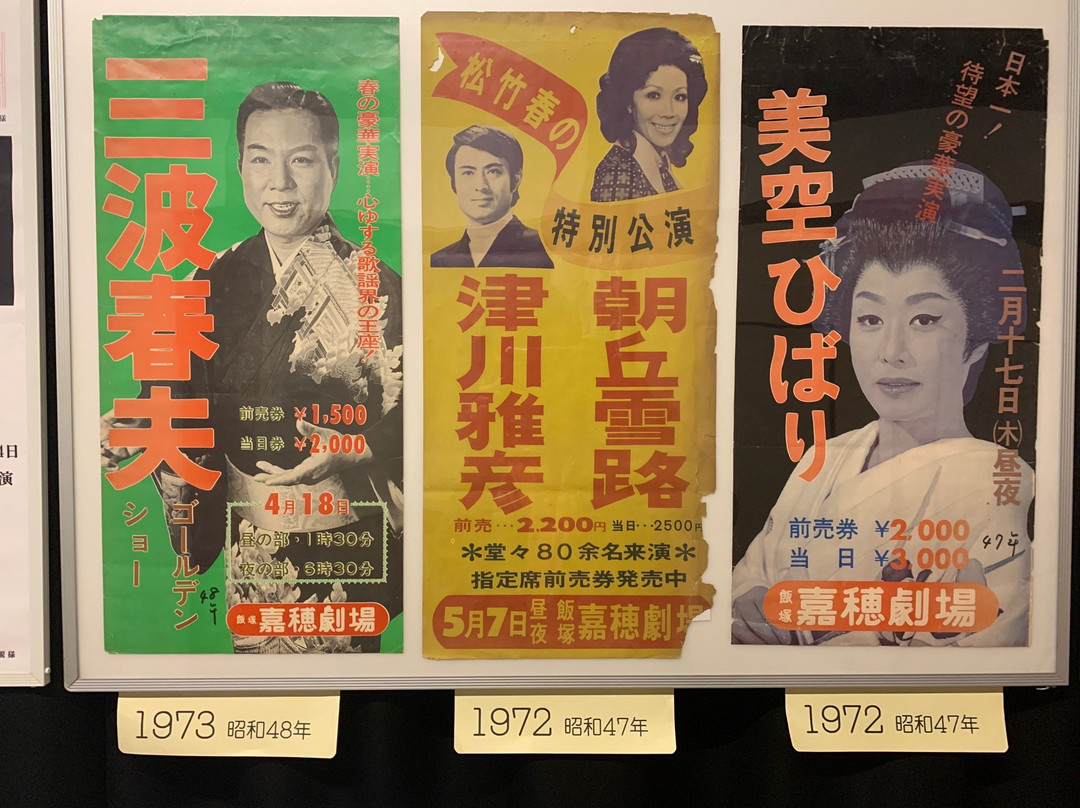 三波春夫
ゴールデン
ショー
春の豪華実演…心ゆする歌謡界の王座!
前売券 ¥1,500
当日券 ¥2,000
4月18日
昼の部・1時30分
夜の部・6時30分
48年
飯塚 嘉穂劇場
松竹春の
特別公演
朝丘雪路
津川雅彦
前売…2.200円 当日…2500円
*堂々80余名来演*
指定席前売券発売中
5月7日 昼夜 飯塚 嘉穂劇場
日本一!
待望の豪華実演
美空ひばり
二月十七日(木)昼夜
前売券 ¥2,000
当日 ¥3,000
47年
飯塚 嘉穂劇場
1973 昭和48年
1972 昭和47年
1972 昭和47年
様
日
演
様